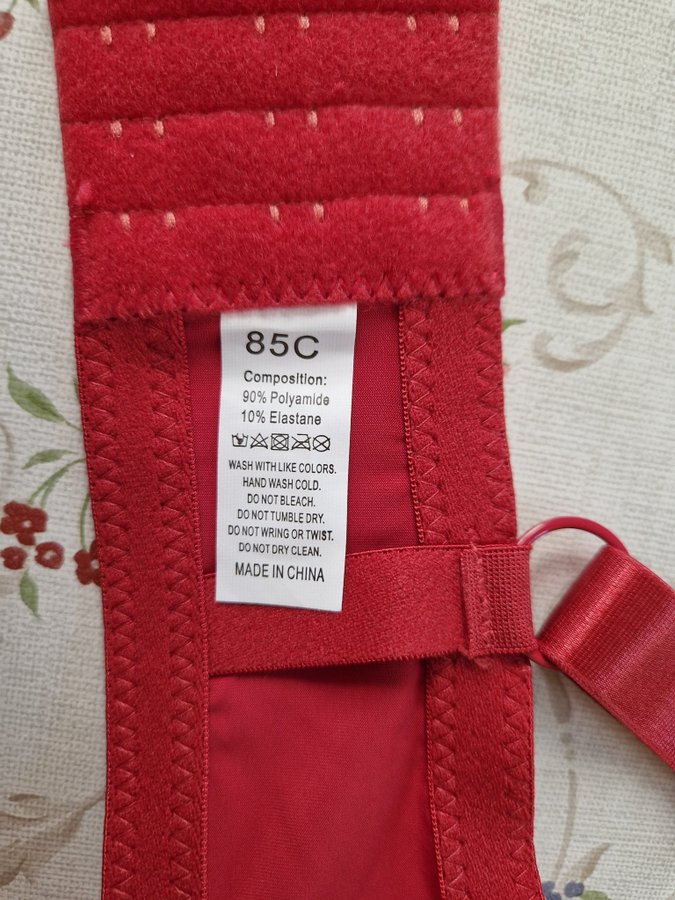 85C
Composition:
90% Polyamide
10% Elastane
WASH WITH LIKE COLORS.
HAND WASH COLD.
DO NOT BLEACH.
DO NOT TUMBLE DRY.
DO NOT WRING OR TWIST.
DO NOT DRY CLEAN.
MADE IN CHINA